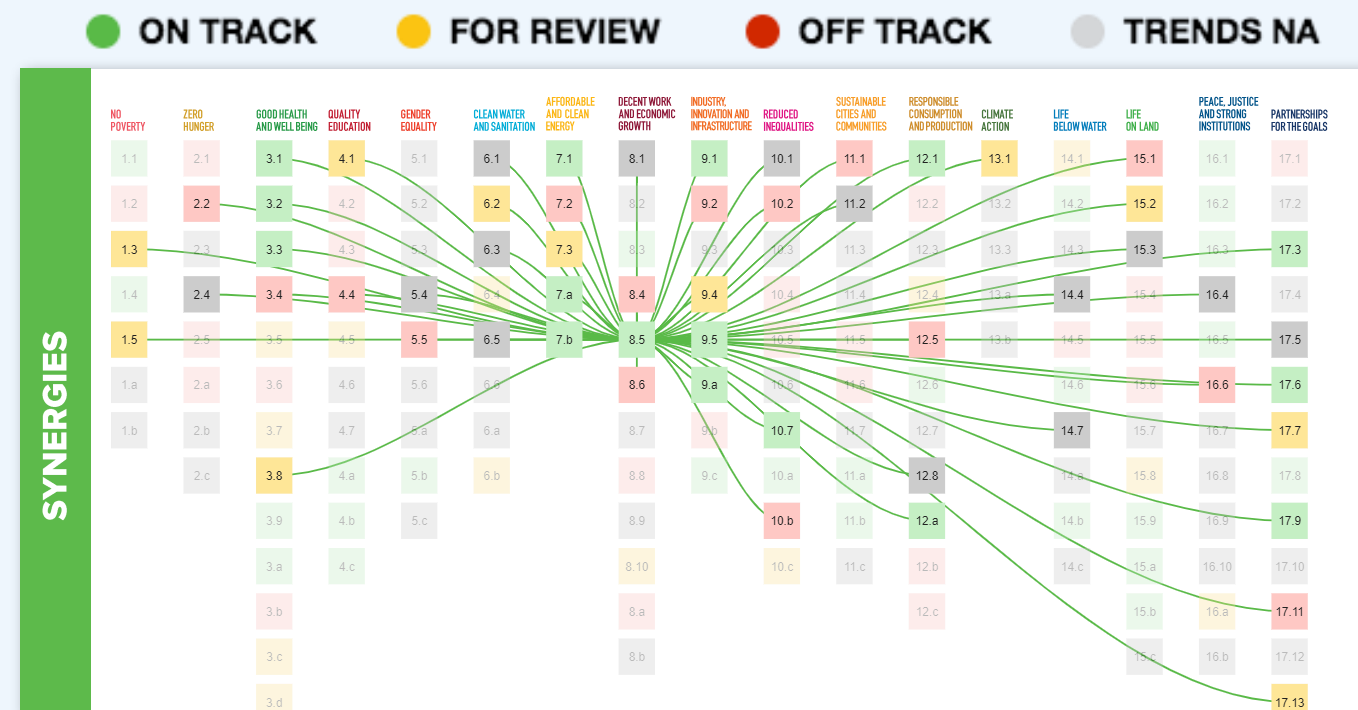 ON TRACK FOR REVIEW OFF TRACK TRENDS NA
SYNERGIES
NO POVERTY
ZERO HUNGER
GOOD HEALTH AND WELL BEING
QUALITY EDUCATION
GENDER EQUALITY
CLEAN WATER AND SANITATION
AFFORDABLE AND CLEAN ENERGY
DECENT WORK AND ECONOMIC GROWTH
INDUSTRY, INNOVATION AND INFRASTRUCTURE
REDUCED INEQUALITIES
SUSTAINABLE CITIES AND COMMUNITIES
RESPONSIBLE CONSUMPTION AND PRODUCTION
CLIMATE ACTION
LIFE BELOW WATER
LIFE ON LAND
PEACE, JUSTICE AND STRONG INSTITUTIONS
PARTNERSHIPS FOR THE GOALS
1.1 2.1 3.1 4.1 5.1 6.1 7.1 8.1 9.1 10.1 11.1 12.1 13.1 14.1 15.1 16.1 17.1
1.2 2.2 3.2 4.2 5.2 6.2 7.2 8.2 9.2 10.2 11.2 12.2 13.2 14.2 15.2 16.2 17.2
1.3 2.3 3.3 4.3 5.3 6.3 7.3 8.3 9.3 10.3 11.3 12.3 13.3 14.3 15.3 16.3 17.3
1.4 2.4 3.4 4.4 5.4 6.4 7.a 8.4 9.4 10.4 11.4 12.4 13.a 14.4 15.4 16.4 17.4
1.5 2.5 3.5 4.5 5.5 6.5 7.b 8.5 9.5 10.5 11.5 12.5 13.b 14.5 15.5 16.5 17.5
1.a 2.a 3.6 4.6 5.6 6.6 8.6 9.a 10.6 11.6 12.6 14.6 15.6 16.6 17.6
1.b 2.b 3.7 4.7 5.a 6.a 8.7 9.b 10.7 11.7 12.7 14.7 15.7 16.7 17.7
2.c 3.8 4.a 5.b 6.b 8.8 9.c 10.a 11.a 12.8 14.a 15.8 16.8 17.8
3.9 4.b 5.c 8.9 10.b 11.b 12.a 14.b 15.9 16.9 17.9
3.a 4.c 8.10 10.c 11.c 12.b 14.c 15.a 16.10 17.10
3.b 8.a 12.c 15.b 16.a 17.11
3.c 8.b 15.c 16.b 17.12
3.d 17.13